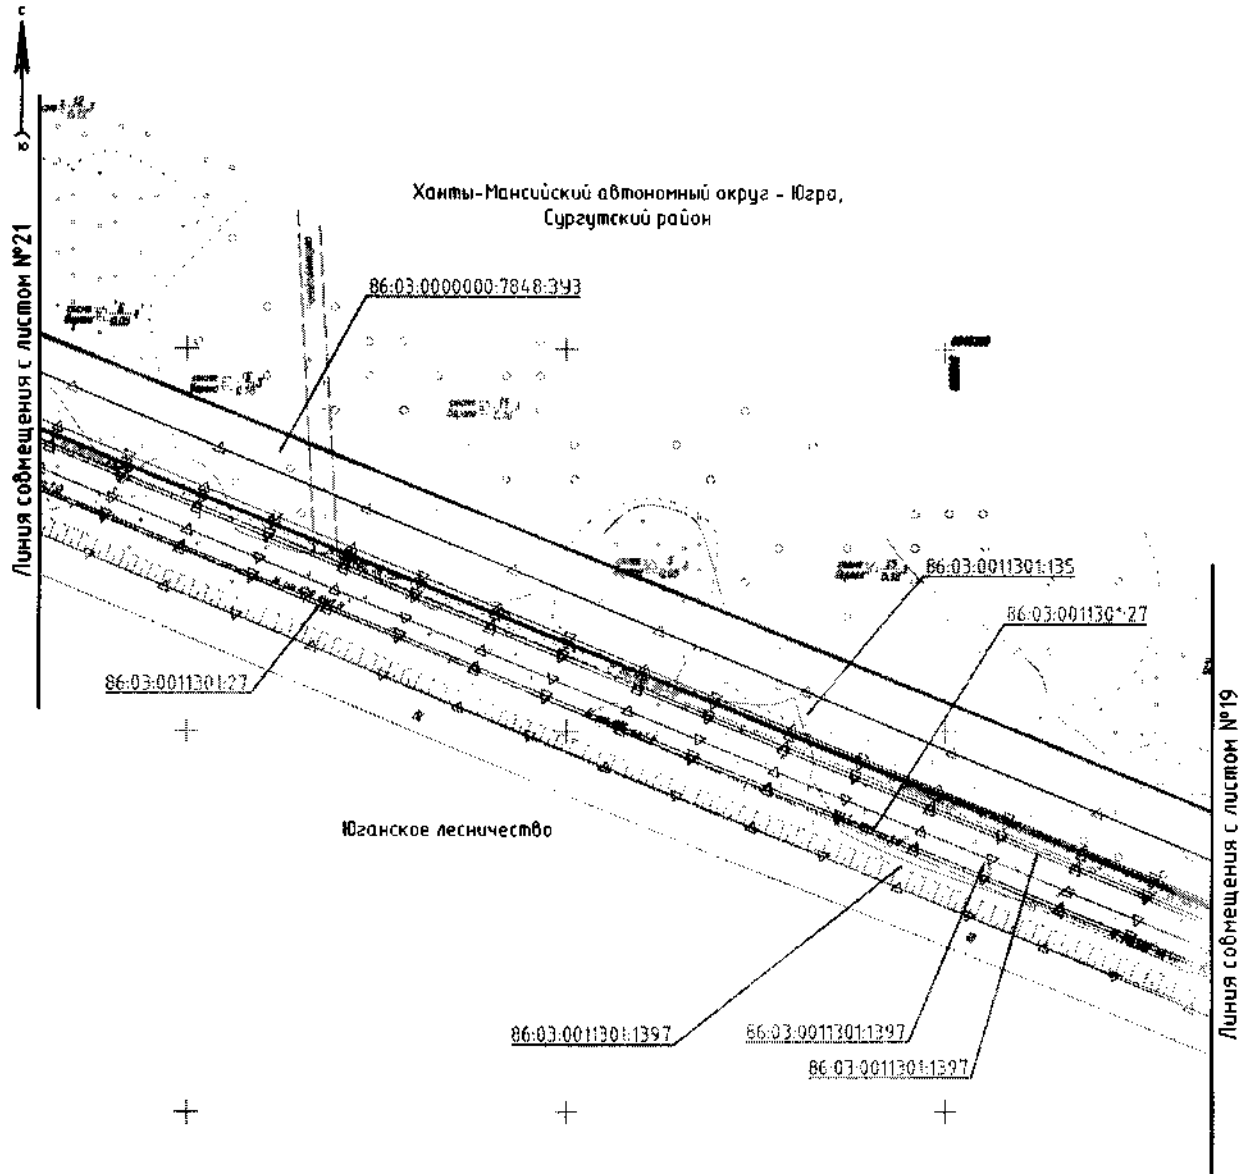 с
Ханты-Мансийский автономный округ - Югра,
Сургутский район
Линия совмещения с листом №21
86:03:0000000:7848:ЗУ3
86:03:0011301:135
86:03:0011301:27
86:03:0011301:27
Юганское лесничество
Линия совмещения с листом №19
86:03:0011301:1397
86:03:0011301:1397
86:03:0011301:1397